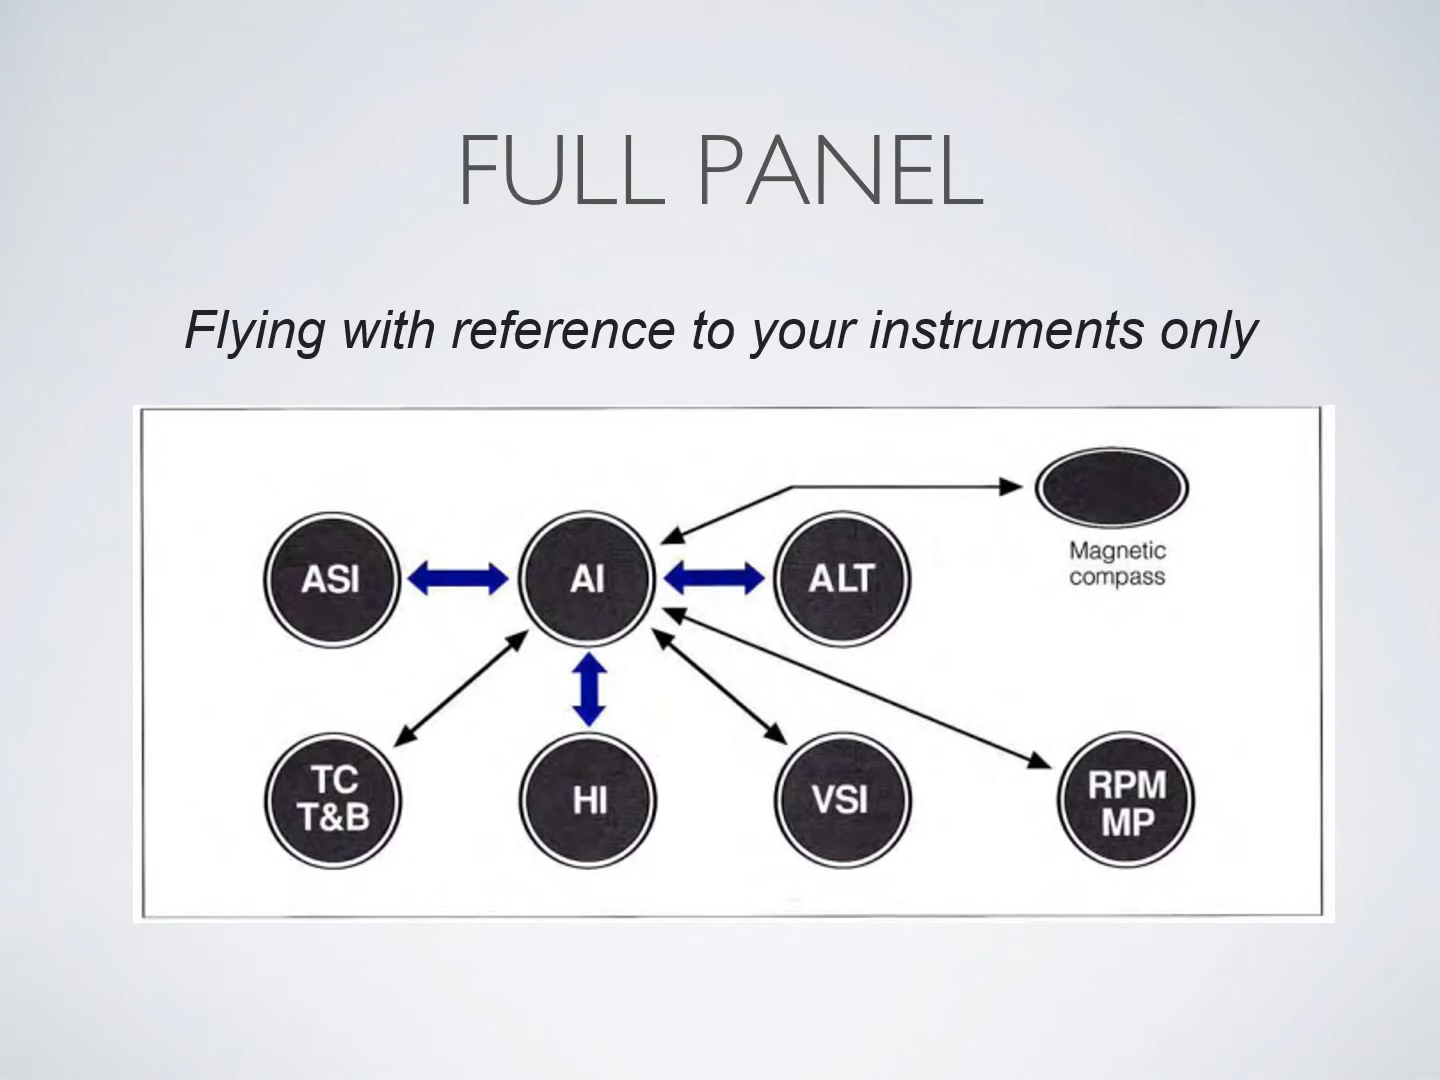 FULL PANEL
Flying with reference to your instruments only
Magnetic
compass
ASI
AI
ALT
TC
T&B
HI
VSI
RPM
MP